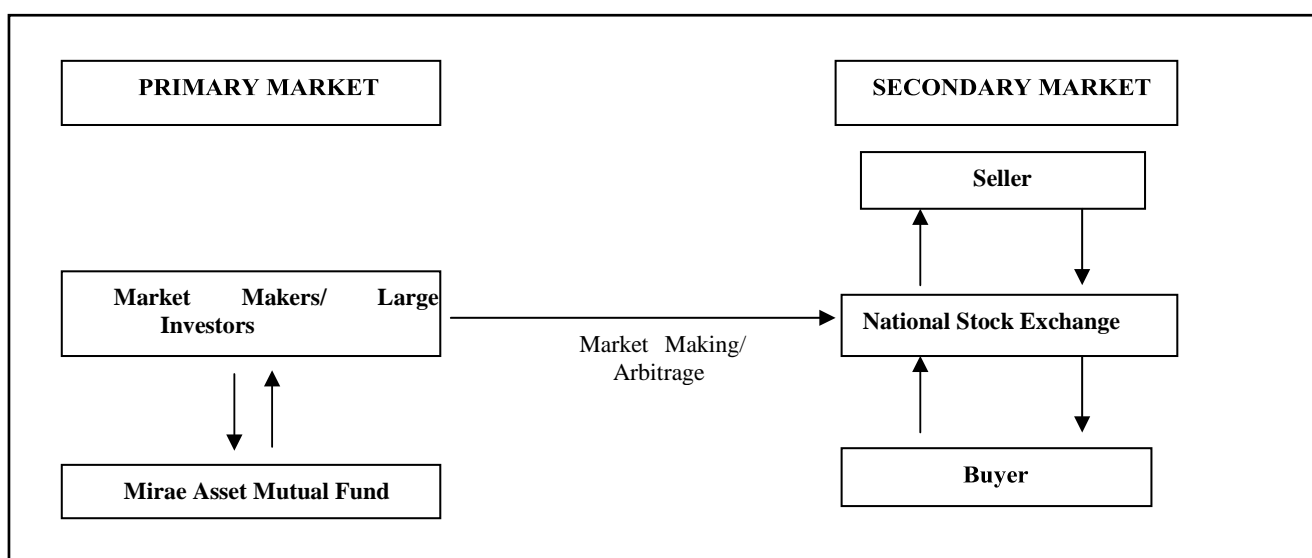 PRIMARY MARKET
SECONDARY MARKET
Seller
Market Makers/ Large
Investors
National Stock Exchange
Market Making/
Arbitrage
Mirae Asset Mutual Fund
Buyer